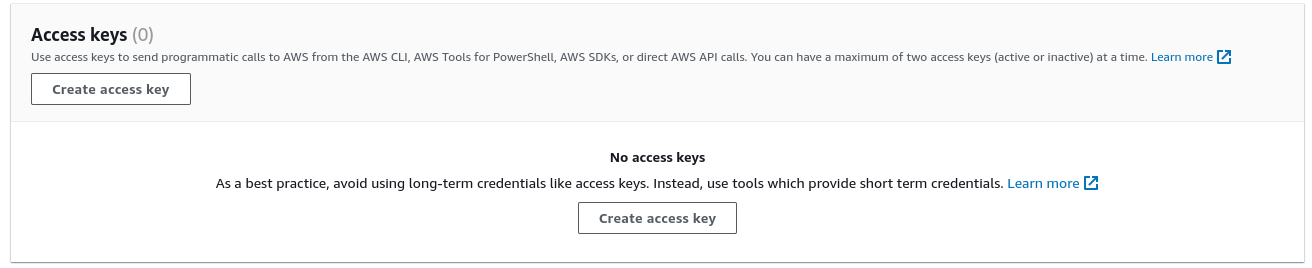 Access keys (0)
Use access keys to send programmatic calls to AWS from the AWS CLI, AWS Tools for PowerShell, AWS SDKs, or direct AWS API calls. You can have a maximum of two access keys (active or inactive) at a time. Learn more
Create access key
No access keys
As a best practice, avoid using long-term credentials like access keys. Instead, use tools which provide short term credentials. Learn more
Create access key